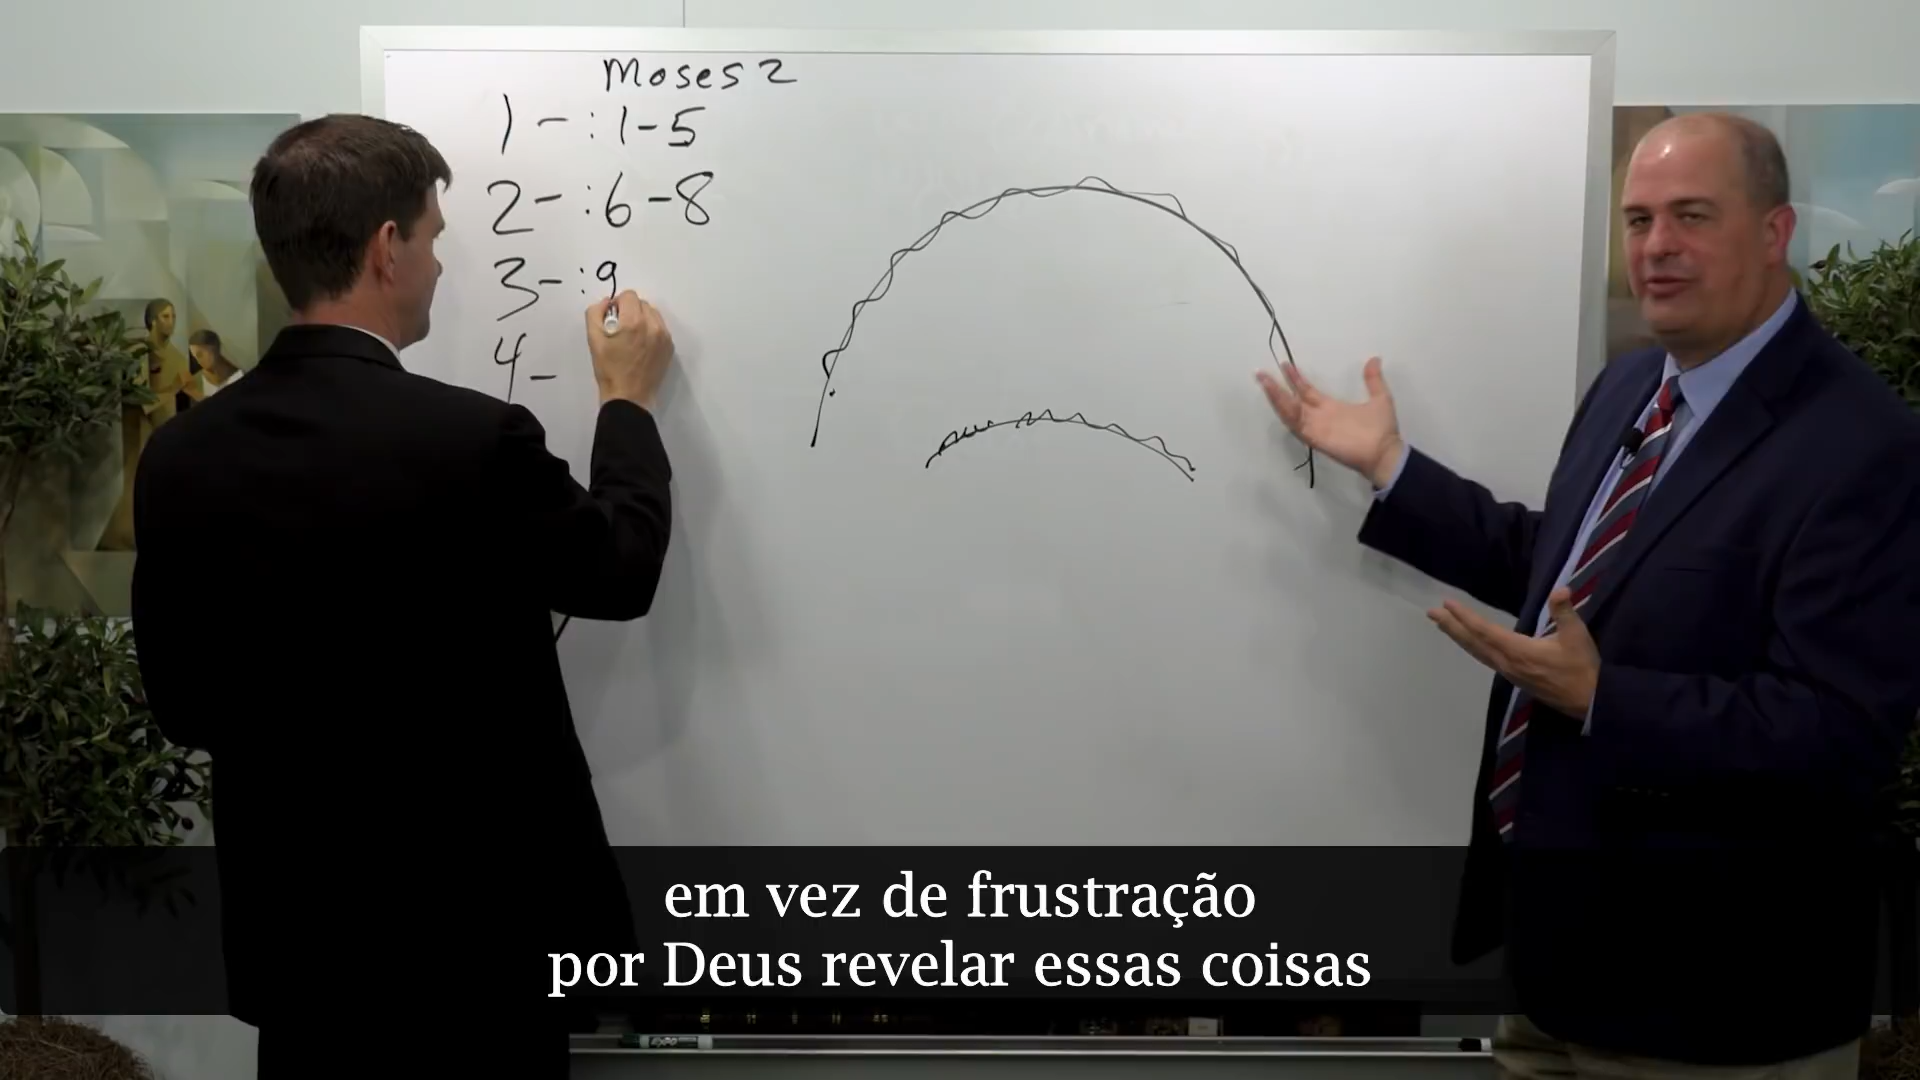 Moses 2
1 - :1-5
2 - :6-8
3 - :9
4 -
em vez de frustração
por Deus revelar essas coisas
EXPO